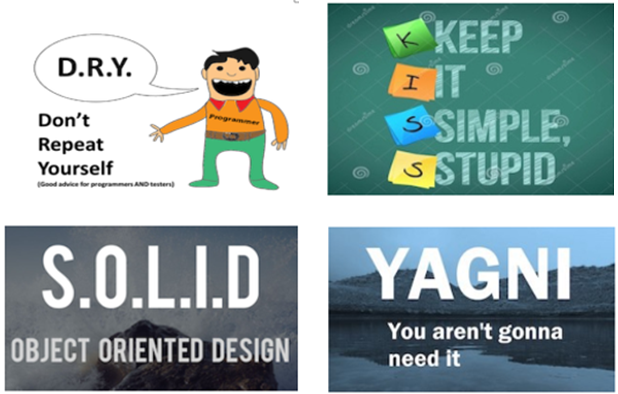 D.R.Y.
Programmer
Don't
Repeat
Yourself
(Good advice for programmers AND testers)
K KEEP
I IT
S SIMPLE,
S STUPID
S.O.L.I.D
OBJECT ORIENTED DESIGN
YAGNI
You aren't gonna
need it